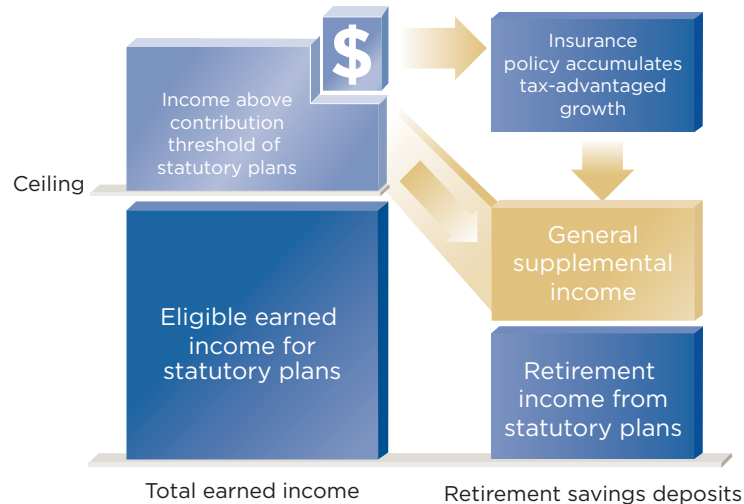 $
Income above
contribution
threshold of
statutory plans
Insurance
policy accumulates
tax-advantaged
growth
Ceiling
Eligible earned
income for
statutory plans
General
supplemental
income
Retirement
income from
statutory plans
Total earned income
Retirement savings deposits